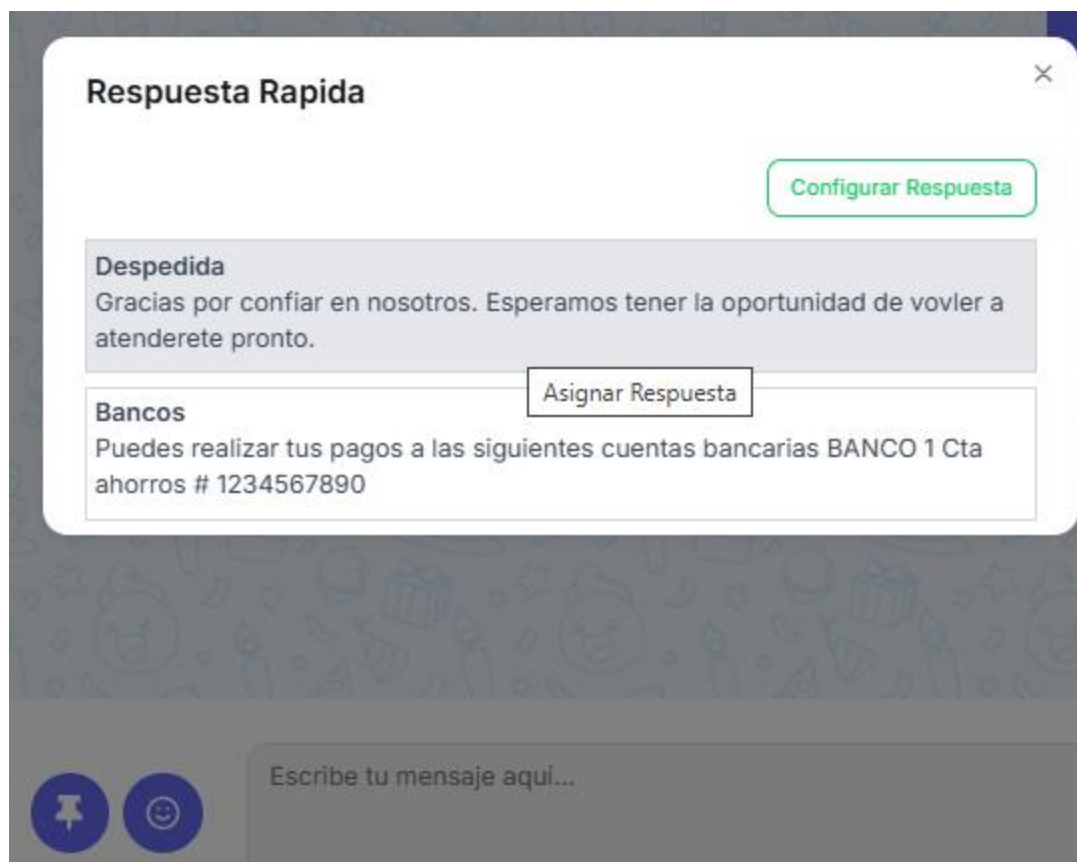 Respuesta Rapida
Configurar Respuesta
Despedida
Gracias por confiar en nosotros. Esperamos tener la oportunidad de vovler a
atenderete pronto.
Asignar Respuesta
Bancos
Puedes realizar tus pagos a las siguientes cuentas bancarias BANCO 1 Cta
ahorros # 1234567890
Escribe tu mensaje aquí...